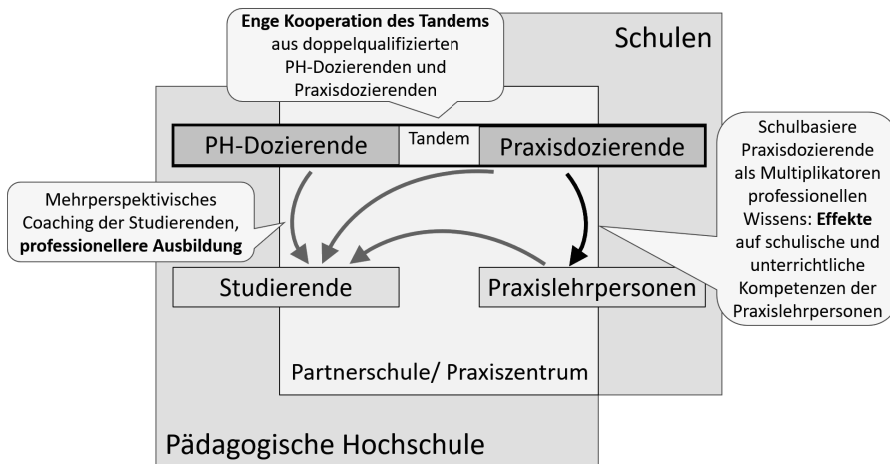 Enge Kooperation des Tandems
aus doppelqualifizierten
PH-Dozierenden und
Praxisdozierenden
Schulen
PH-Dozierende
Tandem
Praxisdozierende
Mehrperspektivisches
Coaching der Studierenden,
professionellere Ausbildung
Schulbasiere
Praxisdozierende
als Multiplikatoren
professionellen
Wissens: Effekte
auf schulische und
unterrichtliche
Kompetenzen der
Praxislehrpersonen
Studierende
Praxislehrpersonen
Partnerschule/ Praxiszentrum
Pädagogische Hochschule